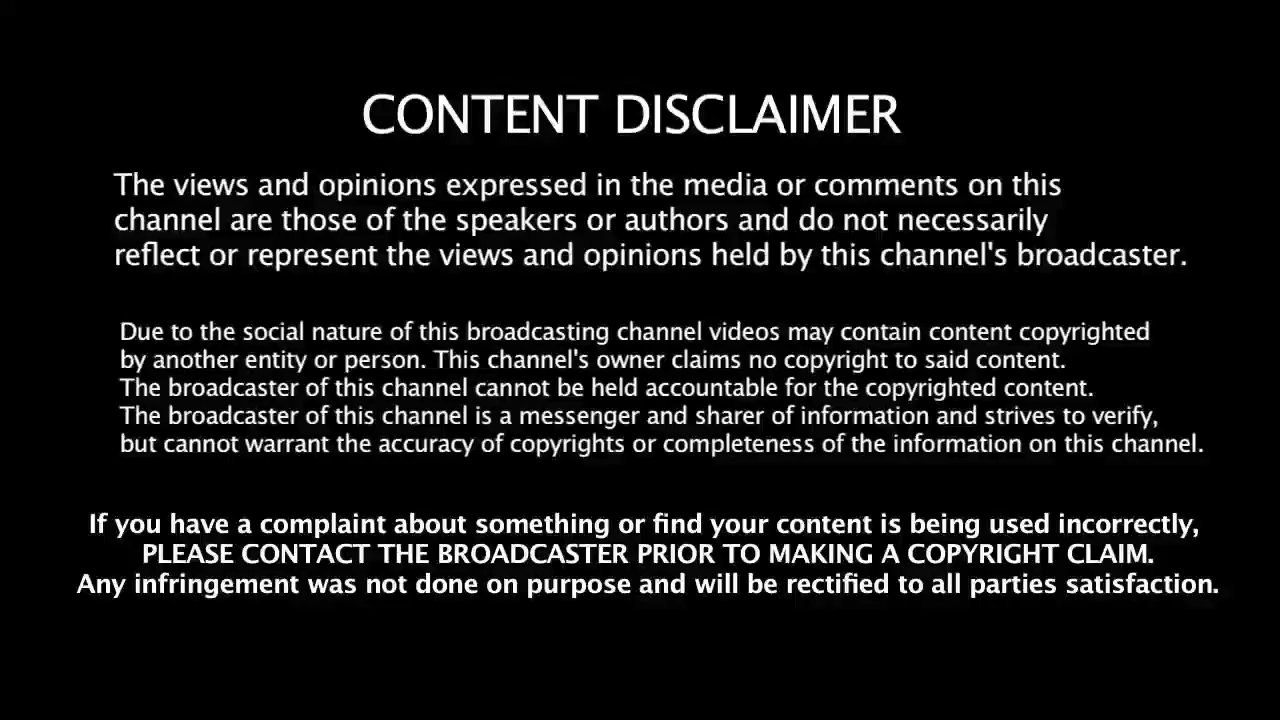 CONTENT DISCLAIMER
The views and opinions expressed in the media or comments on this
channel are those of the speakers or authors and do not necessarily
reflect or represent the views and opinions held by this channel's broadcaster.
Due to the social nature of this broadcasting channel videos may contain content copyrighted
by another entity or person. This channel's owner claims no copyright to said content.
The broadcaster of this channel cannot be held accountable for the copyrighted content.
The broadcaster of this channel is a messenger and sharer of information and strives to verify,
but cannot warrant the accuracy of copyrights or completeness of the information on this channel.
If you have a complaint about something or find your content is being used incorrectly,
PLEASE CONTACT THE BROADCASTER PRIOR TO MAKING A COPYRIGHT CLAIM.
Any infringement was not done on purpose and will be rectified to all parties satisfaction.